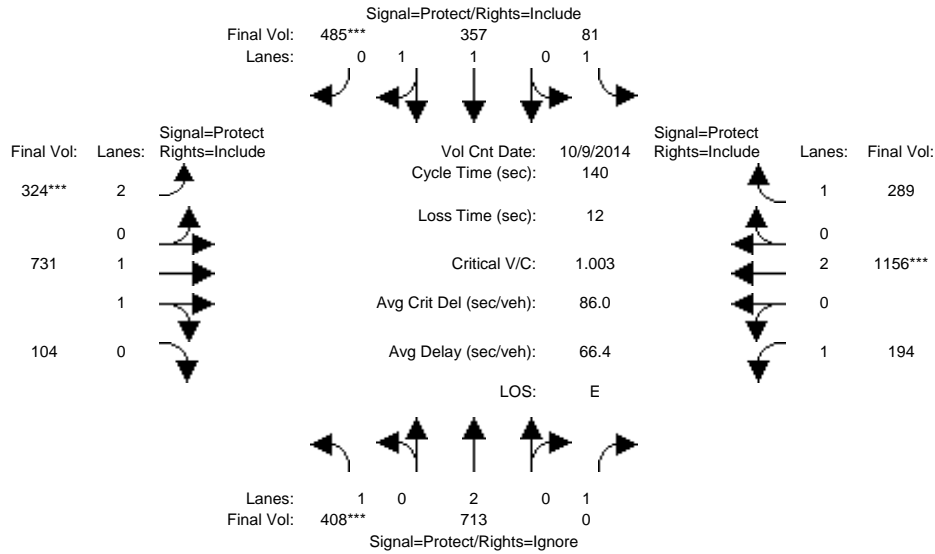 Signal=Protect/Rights=Include
Final Vol: 485*** 357 81
Lanes: 0 1 1 0 1
Signal=Protect
Final Vol: Lanes: Rights=Include
Vol Cnt Date: 10/9/2014
Signal=Protect
Rights=Include Lanes: Final Vol:
Cycle Time (sec): 140
324*** 2
1 289
Loss Time (sec): 12
0
0
731 1
Critical V/C: 1.003
2 1156***
1
Avg Crit Del (sec/veh): 86.0
0
104 0
Avg Delay (sec/veh): 66.4
1 194
LOS: E
Lanes: 1 0 2 0 1
Final Vol: 408*** 713 0
Signal=Protect/Rights=Ignore